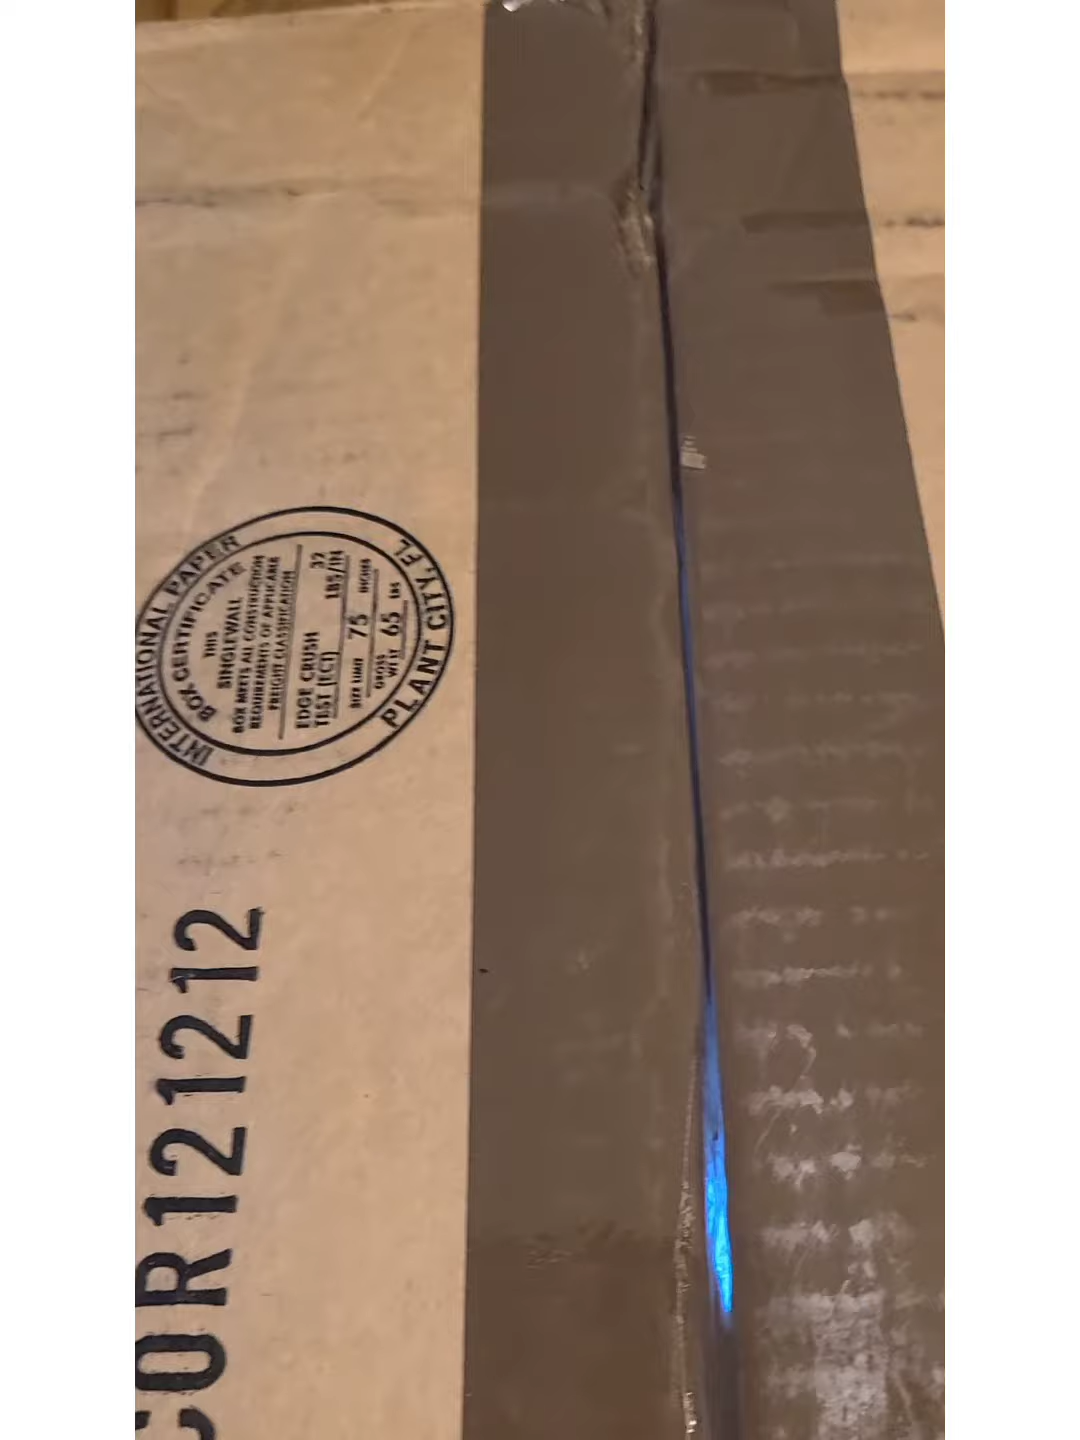 INTERNATIONAL PAPER
BOX CERTIFICATE
THIS
SINGLEWALL
BOX MEETS ALL CONSTRUCTION
REQUIREMENTS OF APPLICABLE
FREIGHT CLASSIFICATION
EDGE CRUSH
TEST (ECT) 32
LBS/IN
SIZE LIMIT 75 INCHES
GROSS
WT LT 65 LBS
PLANT CITY, FL
COR121212